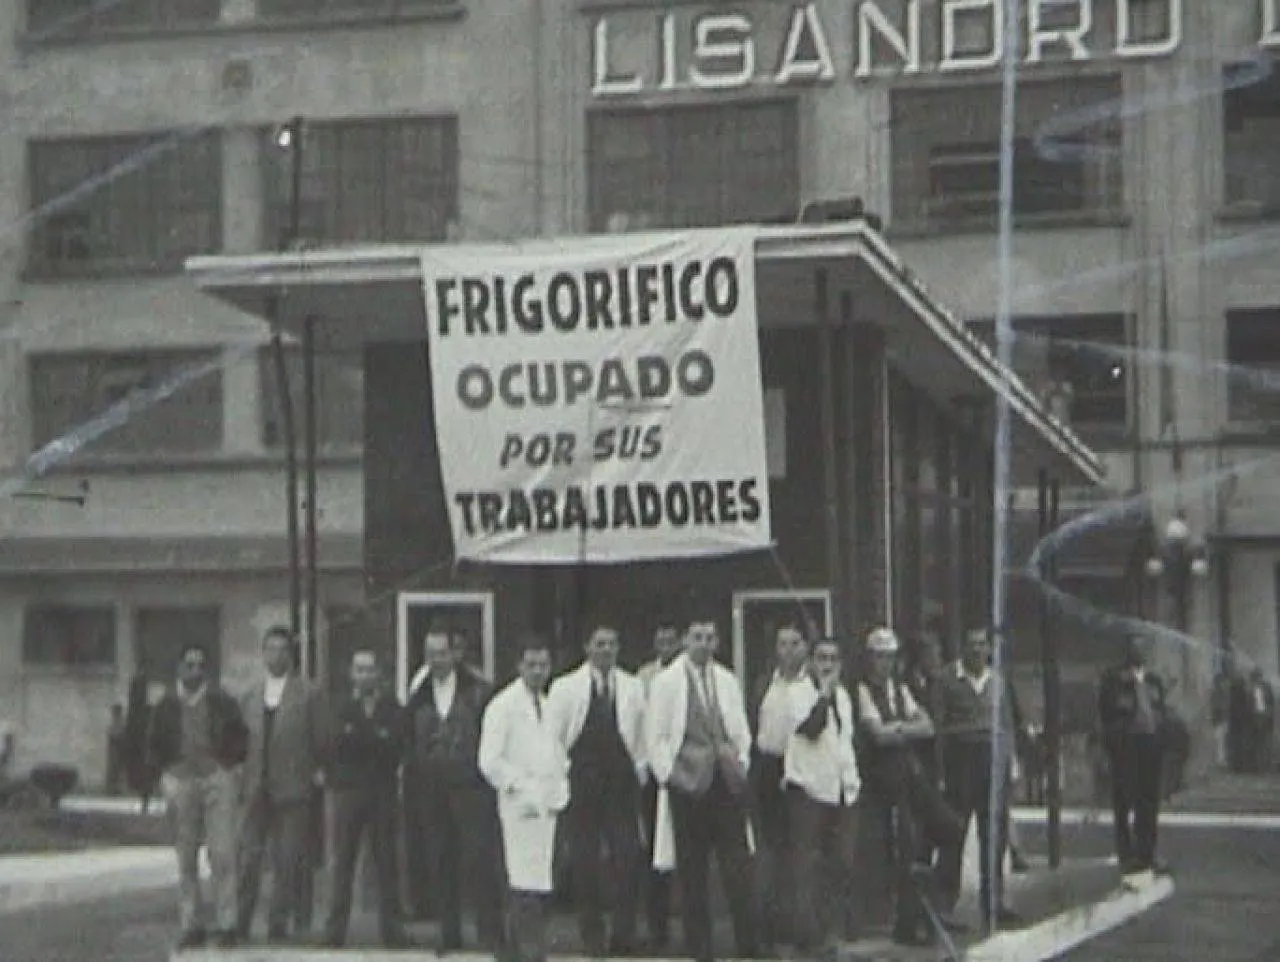 LISANDRO
FRIGORIFICO
OCUPADO
POR SUS
TRABAJADORES